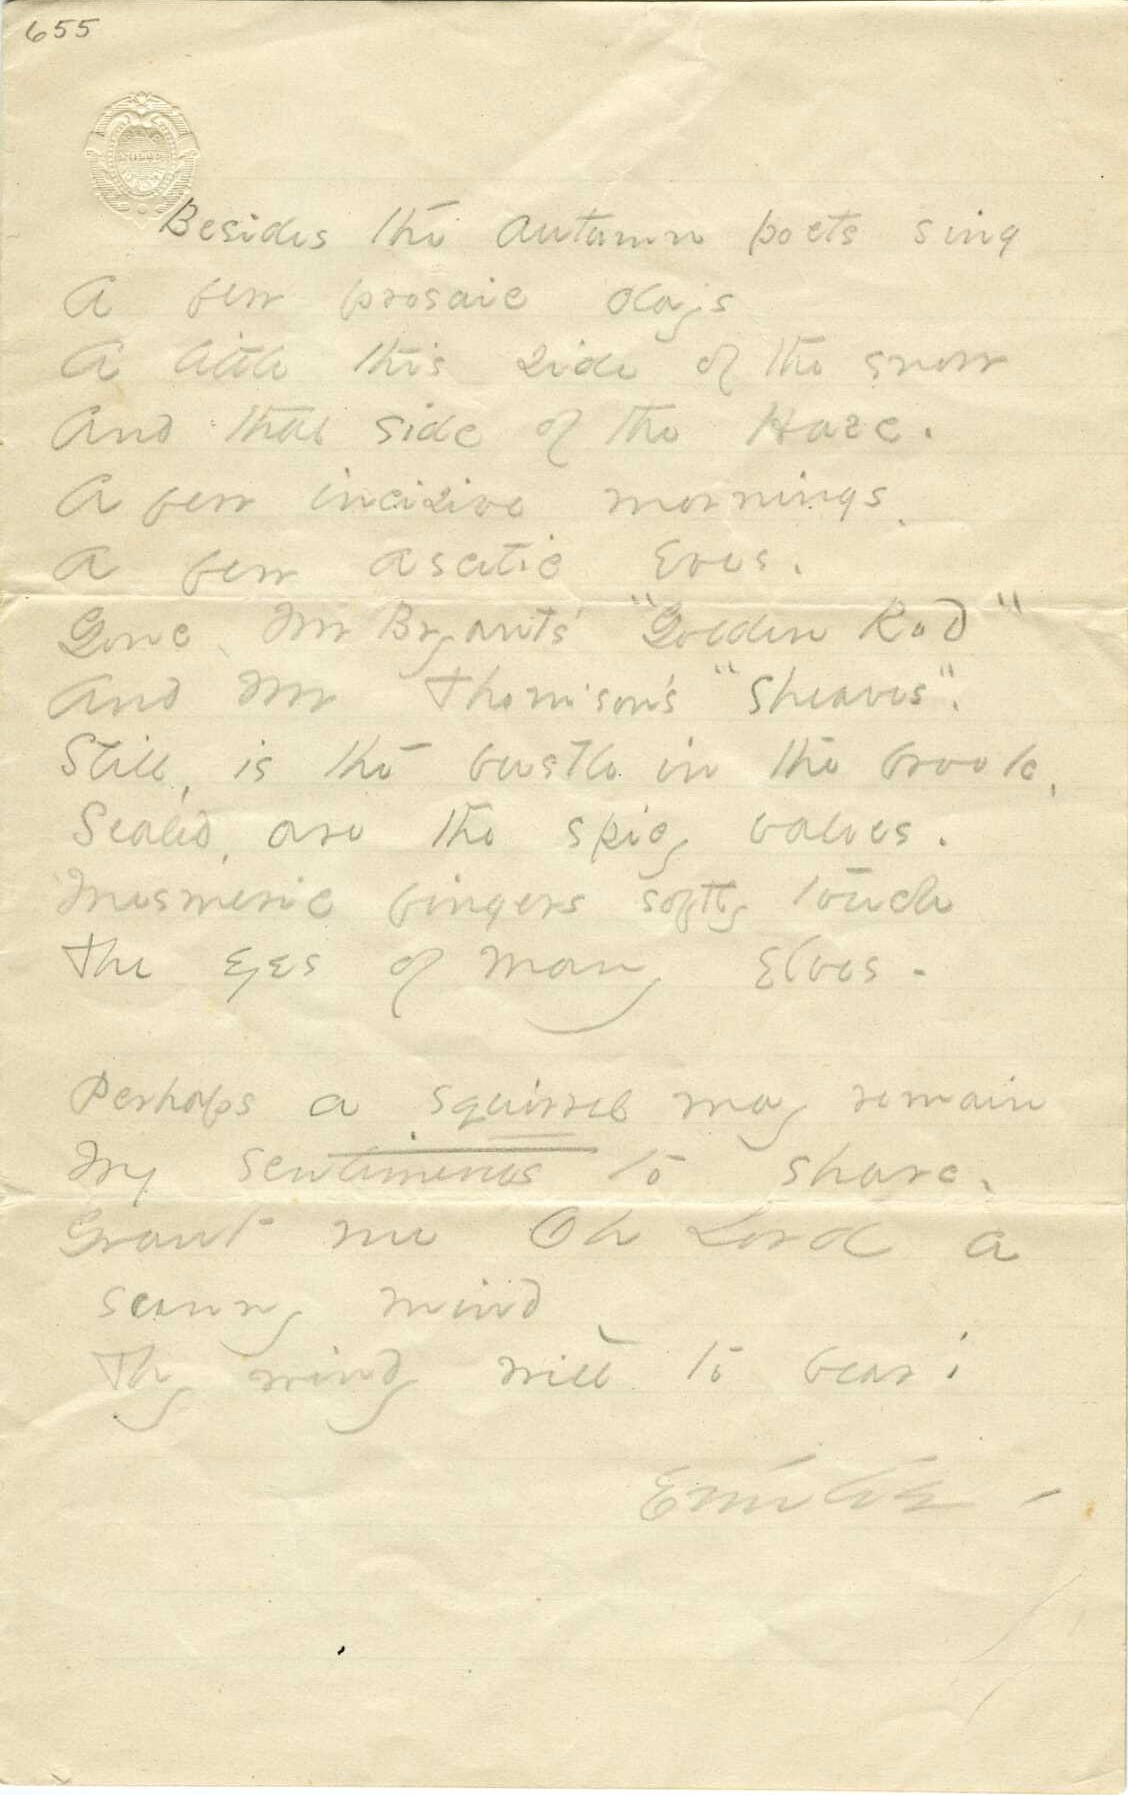 655
Besides the autumn poets sing
A few prosaic days
A little this side of the snow
And that side of the Haze.
A few incisive mornings.
A few ascetic Eves.
Gone, Mr Bryant's "Golden Rod"
And Mr Thomson's "Sheaves".
Still, is the bustle in the brook,
Sealed, are the spicy valves.
Mesmeric fingers softly touch
The Eyes of many Elves.
Perhaps a squirrel may remain
My sentiments to share.
Grant me Oh Lord a
sunny mind
Thy windy will to bear!